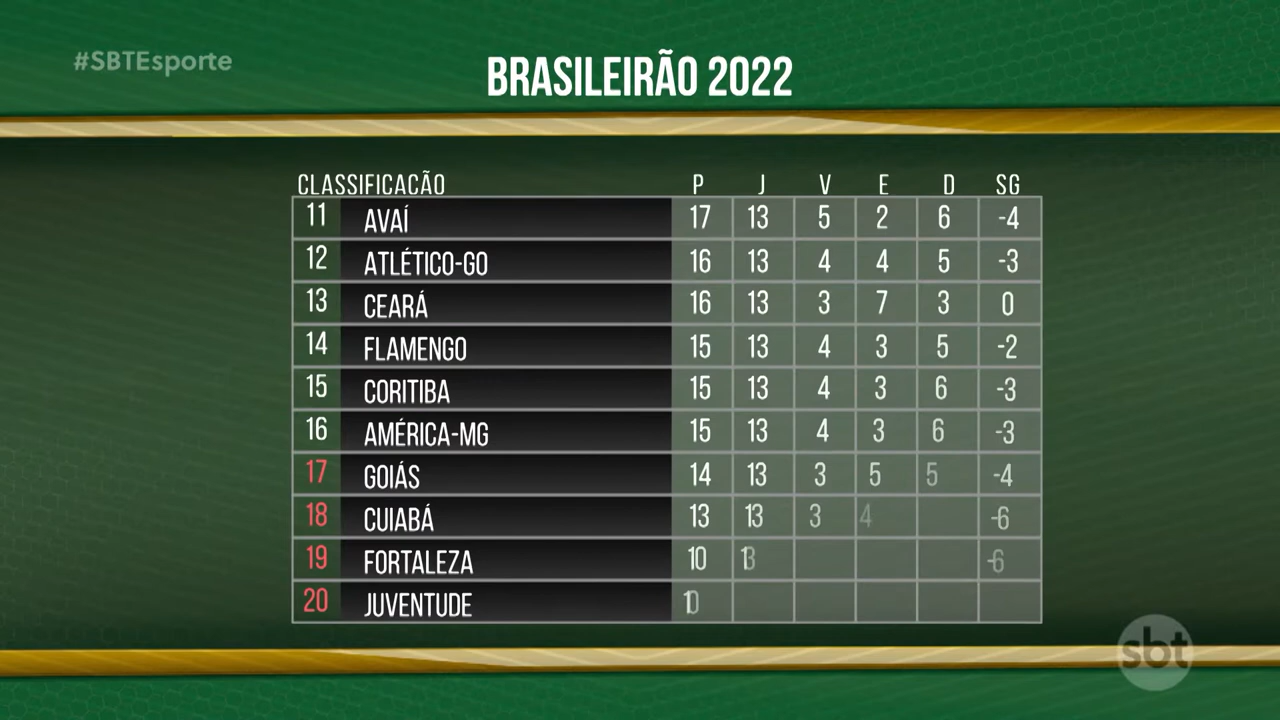 #SBTEsporte
BRASILEIRÃO 2022
CLASSIFICAÇÃO P J V E D SG
11 AVAÍ 17 13 5 2 6 -4
12 ATLÉTICO-GO 16 13 4 4 5 -3
13 CEARÁ 16 13 3 7 3 0
14 FLAMENGO 15 13 4 3 5 -2
15 CORITIBA 15 13 4 3 6 -3
16 AMÉRICA-MG 15 13 4 3 6 -3
17 GOIÁS 14 13 3 5 5 -4
18 CUIABÁ 13 13 3 4 -6
19 FORTALEZA 10 13 -6
20 JUVENTUDE 10
sbt